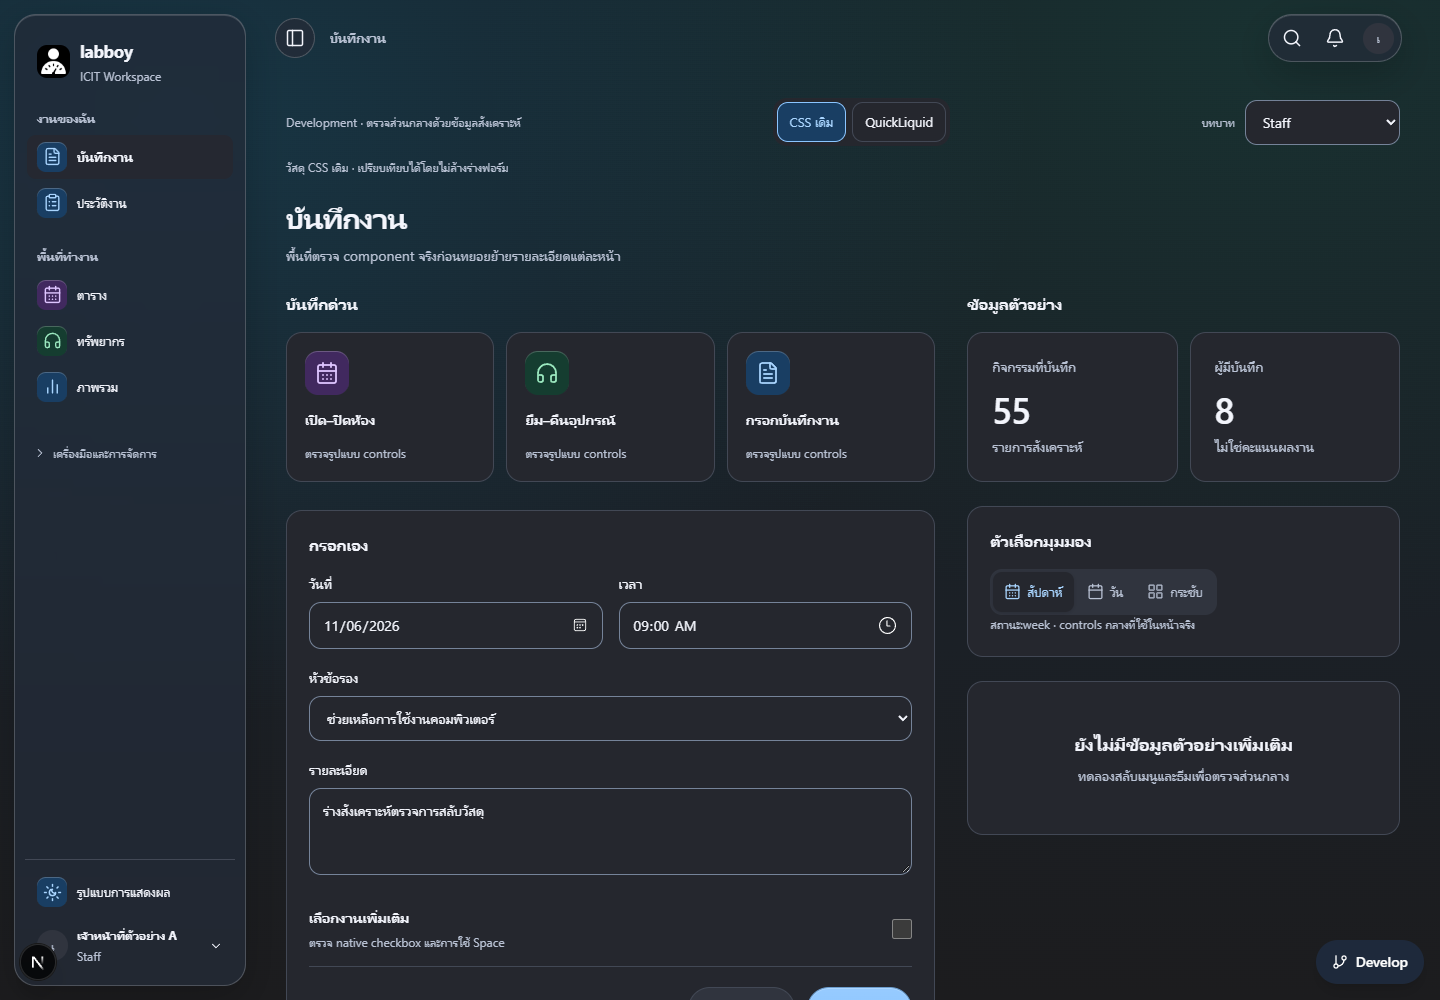 labboy
ICIT Workspace
งานของฉัน
บันทึกงาน
ประวัติงาน
พื้นที่ทำงาน
ตาราง
ทรัพยากร
ภาพรวม
เครื่องมือและการจัดการ
รูปแบบการแสดงผล
เจ้าหน้าที่ตัวอย่าง A
Staff
N
บันทึกงาน
Development · ตรวจส่วนกลางด้วยข้อมูลสังเคราะห์
CSS เดิม
QuickLiquid
บทบาท
Staff
วัสดุ CSS เดิม · เปรียบเทียบได้โดยไม่ล้างร่างฟอร์ม
บันทึกงาน
พื้นที่ตรวจ component จริงก่อนทยอยย้ายรายละเอียดแต่ละหน้า
บันทึกด่วน
เปิด–ปิดห้อง
ตรวจรูปแบบ controls
ยืม–คืนอุปกรณ์
ตรวจรูปแบบ controls
กรอกบันทึกงาน
ตรวจรูปแบบ controls
กรอกเอง
วันที่
11/06/2026
เวลา
09:00 AM
หัวข้อรอง
ช่วยเหลือการใช้งานคอมพิวเตอร์
รายละเอียด
ร่างสังเคราะห์ตรวจการสลับวัสดุ
เลือกงานเพิ่มเติม
ตรวจ native checkbox และการใช้ Space
ข้อมูลตัวอย่าง
กิจกรรมที่บันทึก
55
รายการสังเคราะห์
ผู้มีบันทึก
8
ไม่ใช่คะแนนผลงาน
ตัวเลือกมุมมอง
สัปดาห์
วัน
กระชับ
สถานะweek · controls กลางที่ใช้ในหน้าจริง
ยังไม่มีข้อมูลตัวอย่างเพิ่มเติม
ทดลองสลับเมนูและธีมเพื่อตรวจส่วนกลาง
Develop